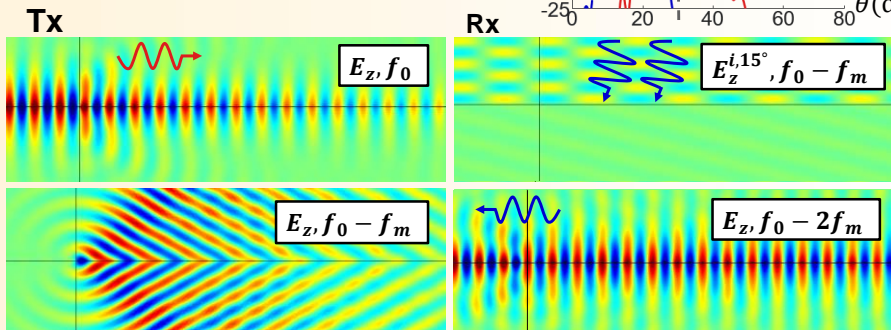 -25
0 20 40 60 80
Tx
Rx
E_z, f_0
E_z^{i,15°}, f_0 − f_m
E_z, f_0 − f_m
E_z, f_0 − 2f_m